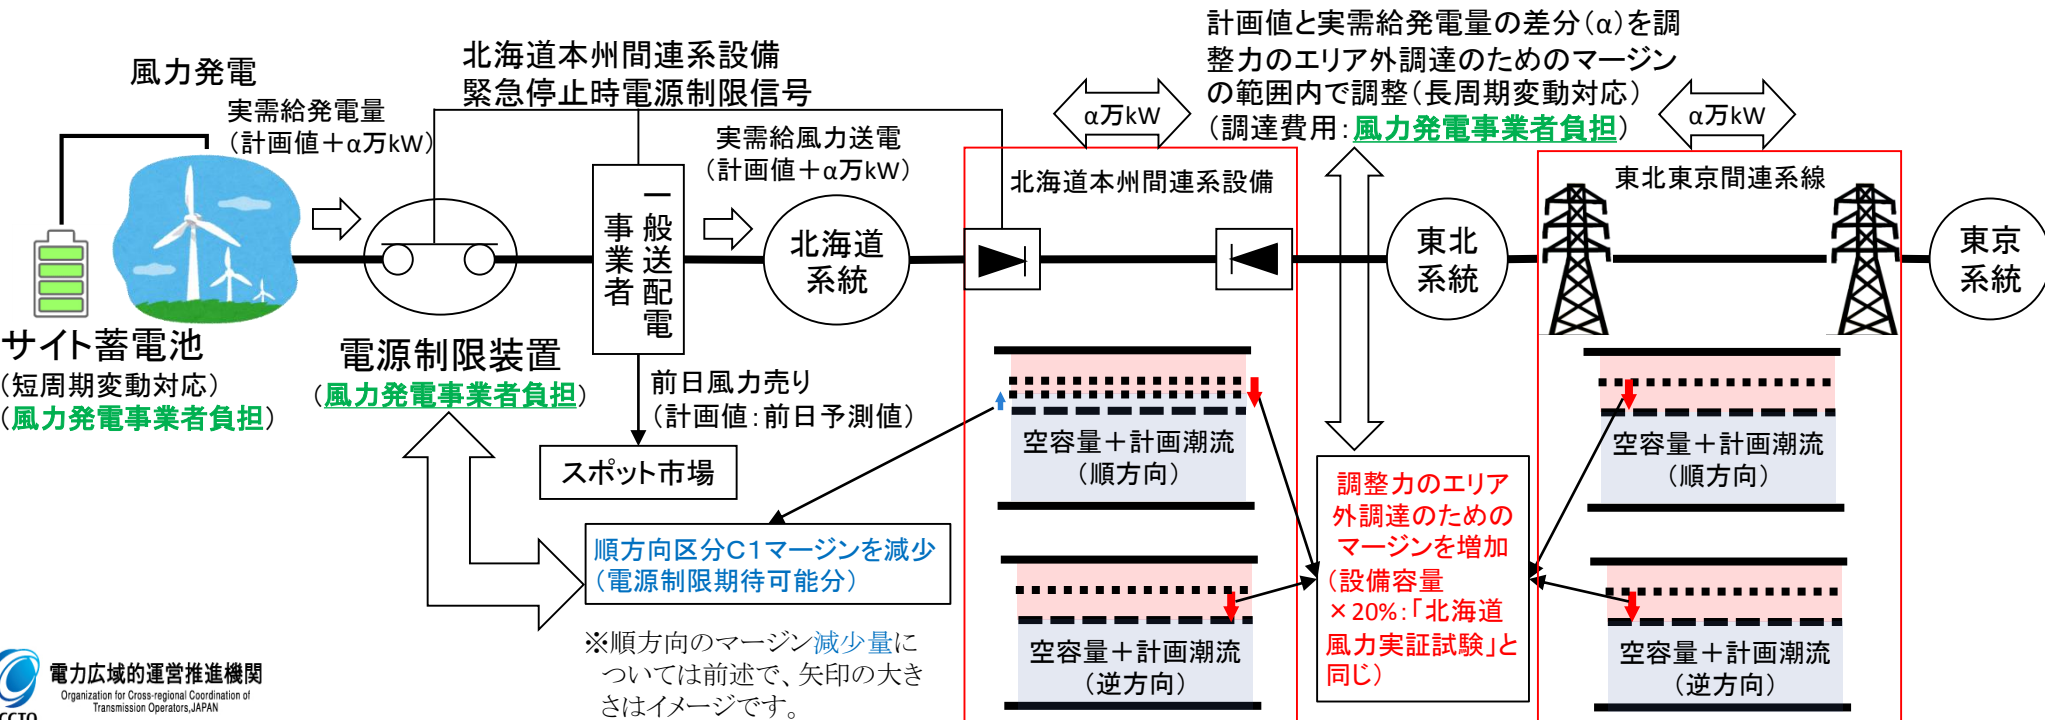 風力発電
実需給発電量
(計画値＋α万kW)
北海道本州間連系設備
緊急停止時電源制限信号
実需給風力送電
(計画値＋α万kW)
α万kW
計画値と実需給発電量の差分(α)を調
整力のエリア外調達のためのマージン
の範囲内で調整(長周期変動対応)
(調達費用：風力発電事業者負担)
α万kW
北海道本州間連系設備
東北東京間連系線
一般送配電
事業者
北海道
系統
東北
系統
東京
系統
サイト蓄電池
(短周期変動対応)
(風力発電事業者負担)
電源制限装置
(風力発電事業者負担)
前日風力売り
(計画値：前日予測値)
スポット市場
順方向区分C1マージンを減少
(電源制限期待可能分)
※順方向のマージン減少量に
ついては前述で、矢印の大き
さはイメージです。
空容量＋計画潮流
(順方向)
空容量＋計画潮流
(逆方向)
調整力のエリア
外調達のための
マージンを増加
(設備容量
×20%：「北海道
風力実証試験」と
同じ)
空容量＋計画潮流
(順方向)
空容量＋計画潮流
(逆方向)
電力広域的運営推進機関
Organization for Cross-regional Coordination of
Transmission Operators,JAPAN